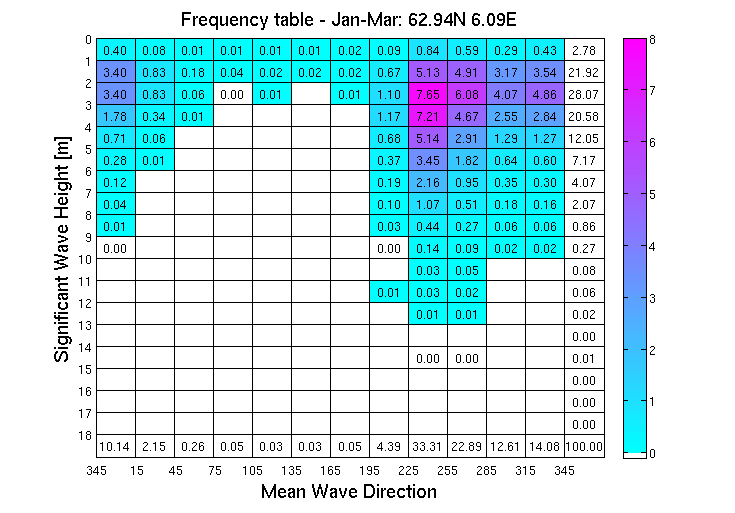 Frequency table - Jan-Mar: 62.94N 6.09E
0
0.40 0.08 0.01 0.01 0.01 0.01 0.02 0.09 0.84 0.59 0.29 0.43 2.78
1
3.40 0.83 0.18 0.04 0.02 0.02 0.02 0.67 5.13 4.91 3.17 3.54 21.92
2
3.40 0.83 0.06 0.00 0.01 0.01 1.10 7.65 6.08 4.07 4.86 28.07
3
1.78 0.34 0.01 1.17 7.21 4.67 2.55 2.84 20.58
4
0.71 0.06 0.68 5.14 2.91 1.29 1.27 12.05
5
0.28 0.01 0.37 3.45 1.82 0.64 0.60 7.17
6
0.12 0.19 2.16 0.95 0.35 0.30 4.07
7
0.04 0.10 1.07 0.51 0.18 0.16 2.07
8
0.01 0.03 0.44 0.27 0.06 0.06 0.86
9
0.00 0.00 0.14 0.09 0.02 0.02 0.27
10
0.03 0.05 0.08
11
0.01 0.03 0.02 0.06
12
0.01 0.01 0.02
13
0.00
14
0.00 0.00 0.01
15
0.00
16
0.00
17
0.00
18
10.14 2.15 0.26 0.05 0.03 0.03 0.05 4.39 33.31 22.89 12.61 14.08 100.00
345 15 45 75 105 135 165 195 225 255 285 315 345
Mean Wave Direction
Significant Wave Height [m]
8
7
6
5
4
3
2
1
0